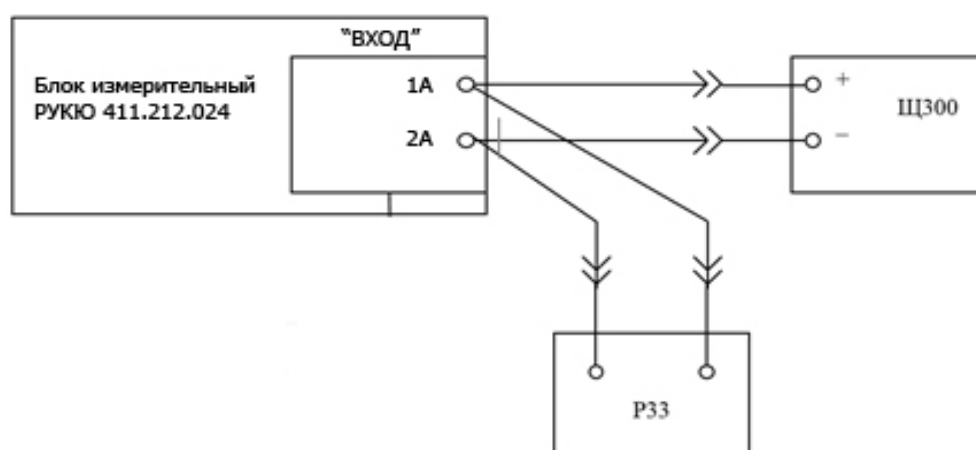 "ВХОД"
Блок измерительный
РУКЮ 411.212.024
1А
2А
+
Щ300
−
Р33